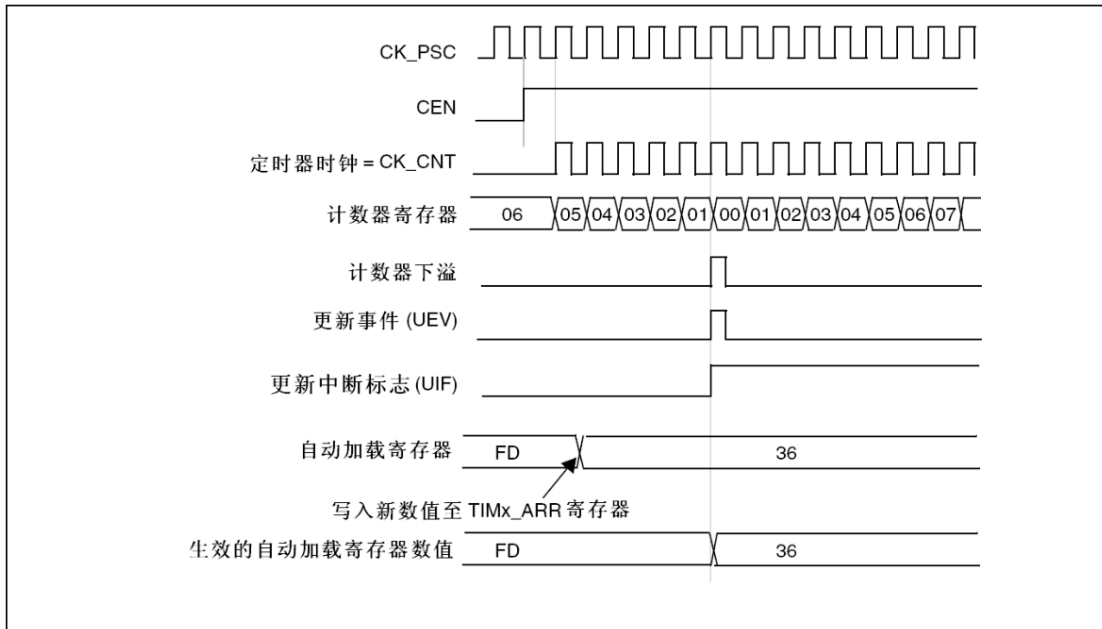 CK_PSC
CEN
定时器时钟 = CK_CNT
计数器寄存器 06 05 04 03 02 01 00 01 02 03 04 05 06 07
计数器下溢
更新事件 (UEV)
更新中断标志 (UIF)
自动加载寄存器 FD 36
写入新数值至 TIMx_ARR 寄存器
生效的自动加载寄存器数值 FD 36